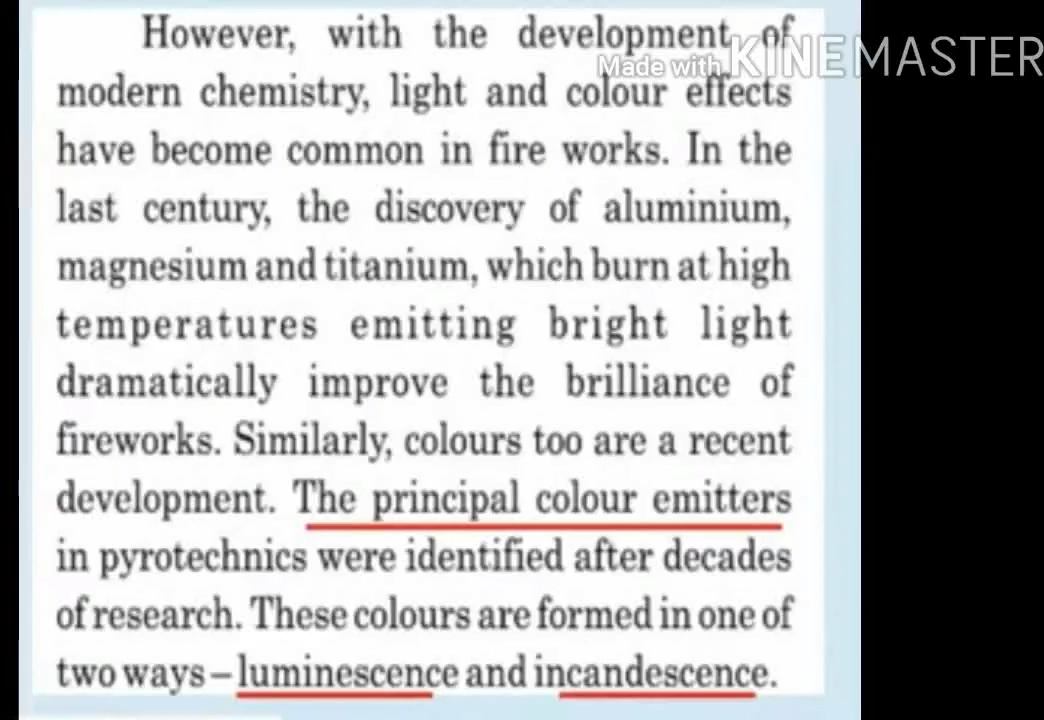 However, with the development of
Made with KINEMASTER
modern chemistry, light and colour effects
have become common in fire works. In the
last century, the discovery of aluminium,
magnesium and titanium, which burn at high
temperatures emitting bright light
dramatically improve the brilliance of
fireworks. Similarly, colours too are a recent
development. The principal colour emitters
in pyrotechnics were identified after decades
of research. These colours are formed in one of
two ways – luminescence and incandescence.